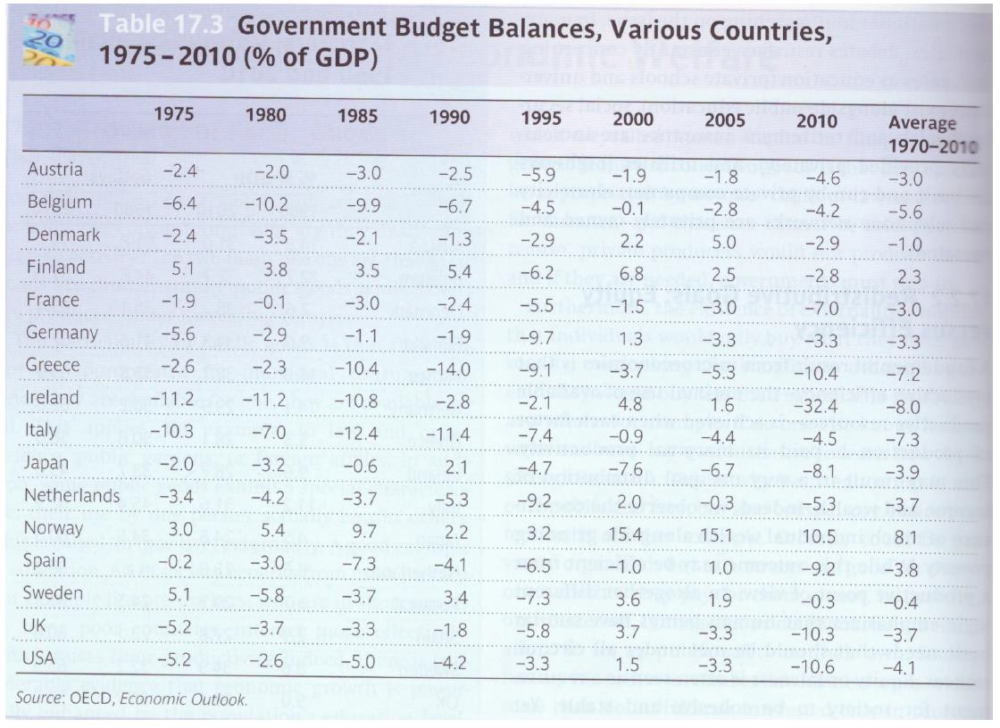 Table 17.3 Government Budget Balances, Various Countries,
1975–2010 (% of GDP)
1975 1980 1985 1990 1995 2000 2005 2010 Average
1970–2010
Austria −2.4 −2.0 −3.0 −2.5 −5.9 −1.9 −1.8 −4.6 −3.0
Belgium −6.4 −10.2 −9.9 −6.7 −4.5 −0.1 −2.8 −4.2 −5.6
Denmark −2.4 −3.5 −2.1 −1.3 −2.9 2.2 5.0 −2.9 −1.0
Finland 5.1 3.8 3.5 5.4 −6.2 6.8 2.5 −2.8 2.3
France −1.9 −0.1 −3.0 −2.4 −5.5 −1.5 −3.0 −7.0 −3.0
Germany −5.6 −2.9 −1.1 −1.9 −9.7 1.3 −3.3 −3.3 −2.3
Greece −2.6 −2.3 −10.4 −14.0 −9.1 −3.7 −5.3 −10.4 −7.2
Ireland −11.2 −11.2 −10.8 −2.8 −2.1 4.8 1.6 −32.4 −8.0
Italy −10.3 −7.0 −12.4 −11.4 −7.4 −0.9 −4.4 −4.5 −7.3
Japan −2.0 −3.2 −0.6 2.1 −4.7 −7.6 −6.7 −8.1 −3.9
Netherlands −3.4 −4.2 −3.7 −5.3 −9.2 2.0 −0.3 −5.3 −3.7
Norway 3.0 5.4 9.7 2.2 3.2 15.4 15.1 10.5 8.1
Spain −0.2 −3.0 −7.3 −4.1 −6.5 −1.0 1.0 −9.2 −3.8
Sweden 5.1 −5.8 −3.7 3.4 −7.3 3.6 1.9 −0.3 −0.4
UK −5.2 −3.7 −3.3 −1.8 −5.8 3.7 −3.3 −10.3 −3.7
USA −5.2 −2.6 −5.0 −4.2 −3.3 1.5 −3.3 −10.6 −4.1
Source: OECD, Economic Outlook.